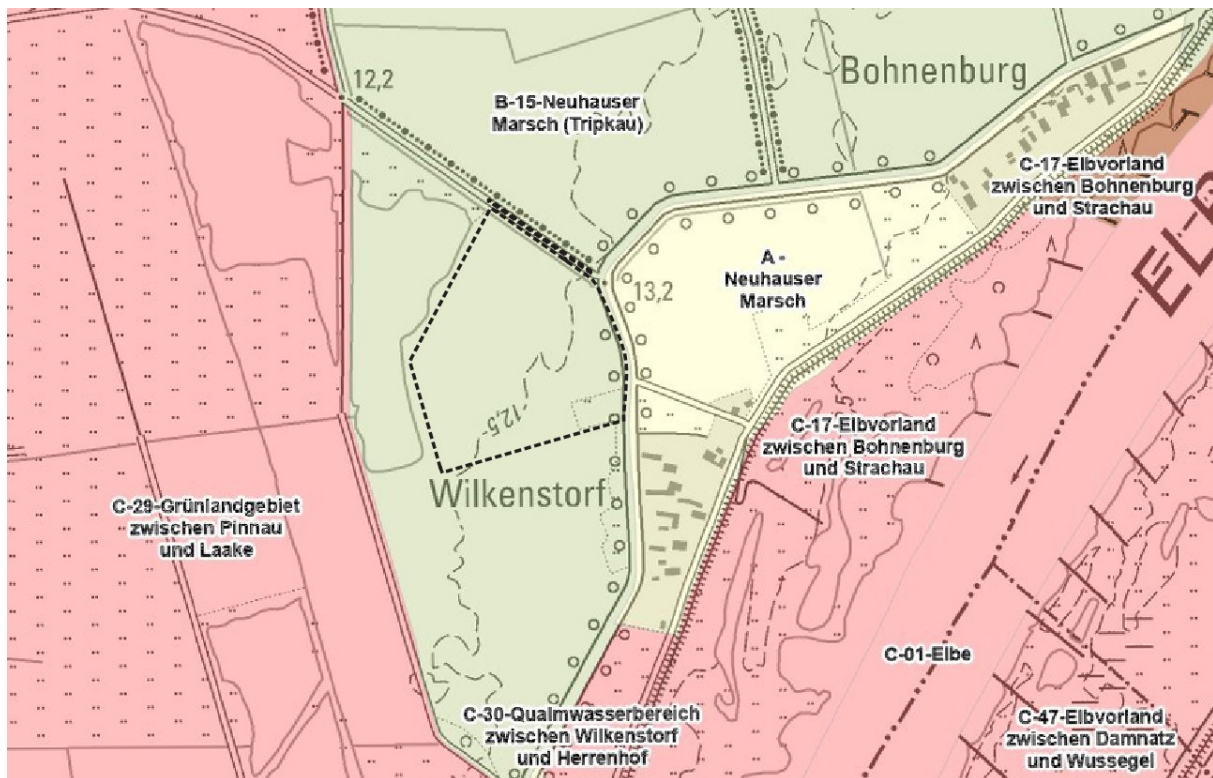 12,2
B-15-Neuhauser
Marsch (Tripkau)
Bohnenburg
C-17-Elbvorland
zwischen Bohnenburg
und Strachau
A -
Neuhauser
Marsch
13,2
12,5
C-17-Elbvorland
zwischen Bohnenburg
und Strachau
Wilkenstorf
C-29-Grünlandgebiet
zwischen Pinnau
und Laake
C-01-Elbe
C-30-Qualmwasserbereich
zwischen Wilkenstorf
und Herrenhof
C-47-Elbvorland
zwischen Damnatz
und Wussegel